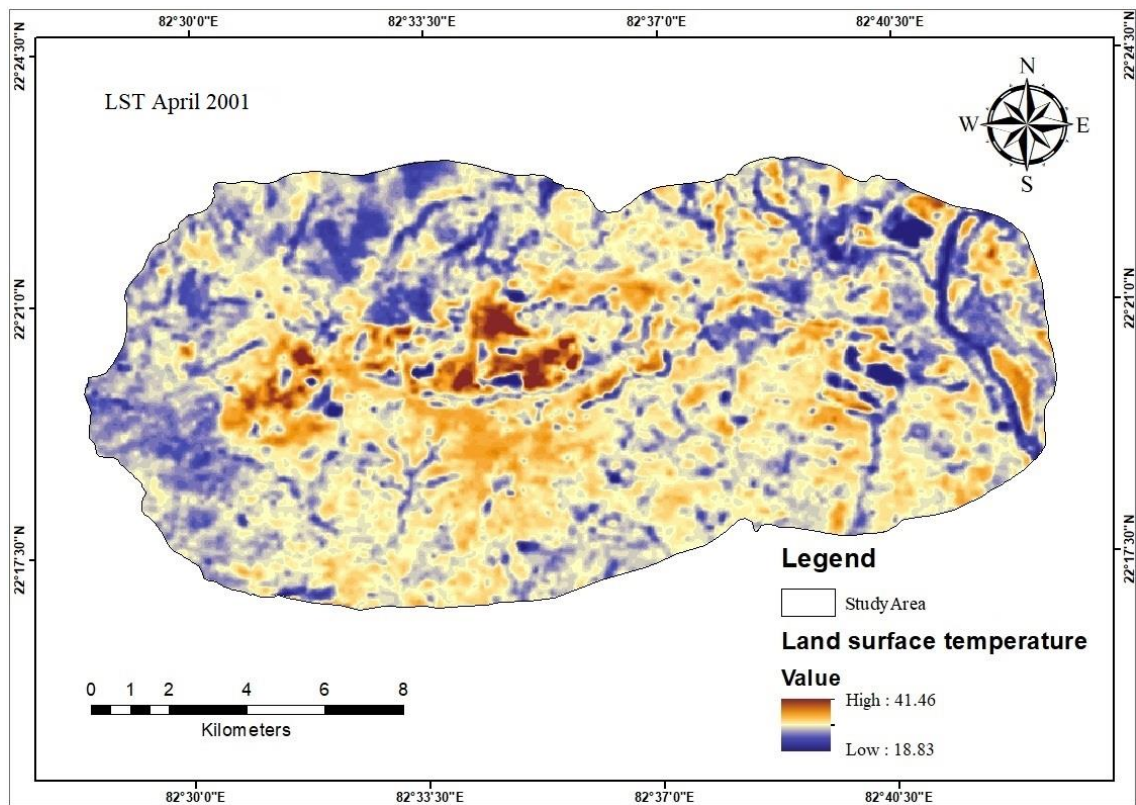 82°30'0"E 82°33'30"E 82°37'0"E 82°40'30"E
22°24'30"N
22°24'30"N
LST April 2001
N
W E
S
22°21'0"N
22°21'0"N
22°17'30"N
22°17'30"N
Legend
Study Area
Land surface temperature
Value
High : 41.46
Low : 18.83
0 1 2 4 6 8
Kilometers
82°30'0"E 82°33'30"E 82°37'0"E 82°40'30"E